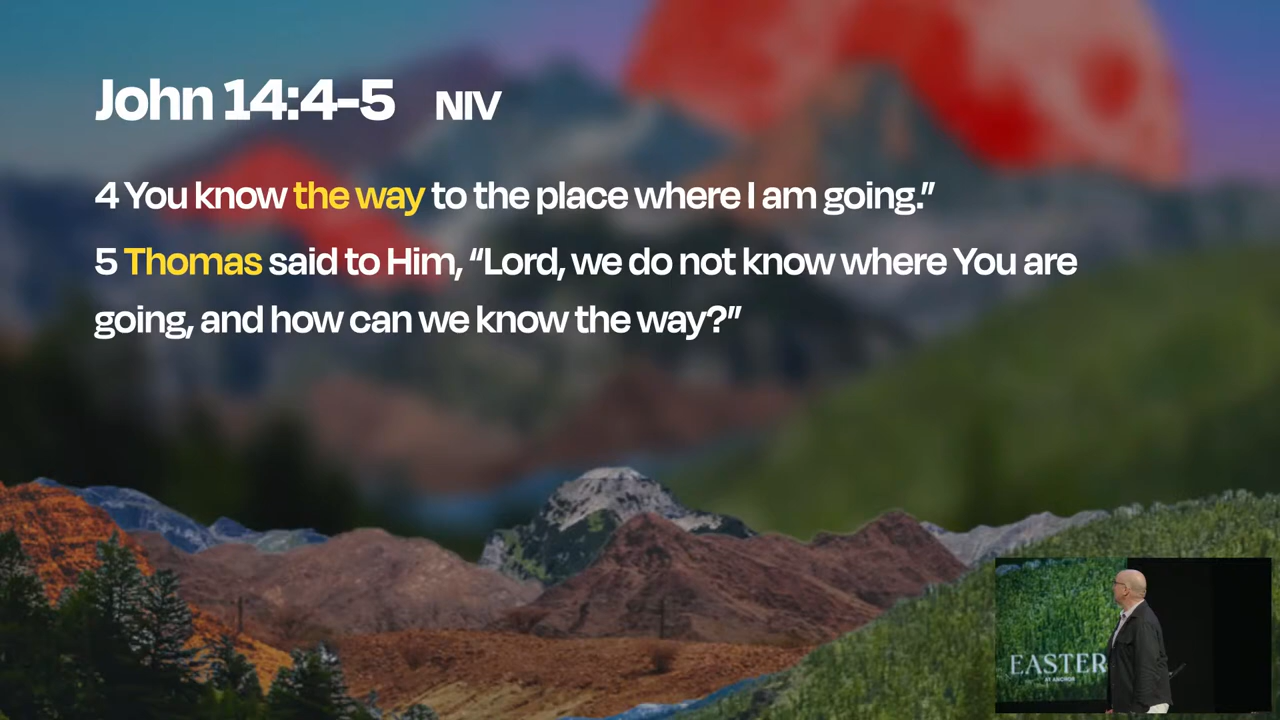 John 14:4-5 NIV
4 You know the way to the place where I am going.”
5 Thomas said to Him, “Lord, we do not know where You are
going, and how can we know the way?”
EASTER
AT ANCHOR